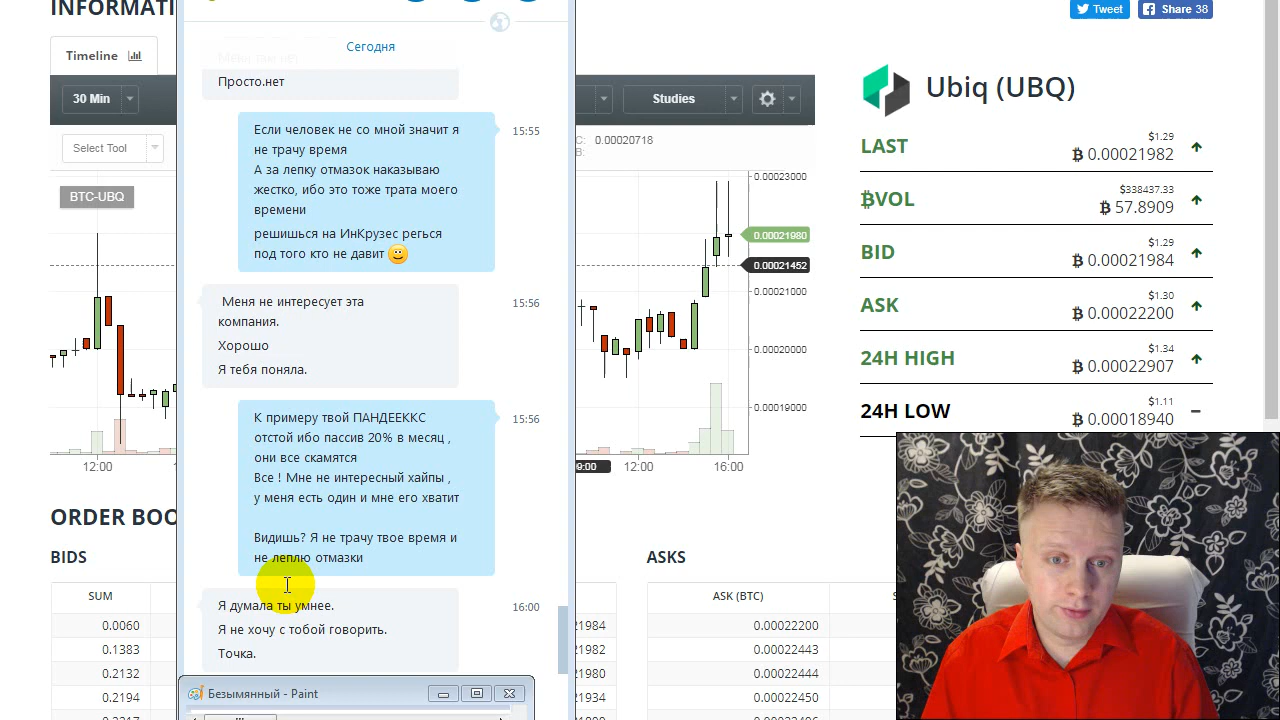 INFORMATI
Tweet
Share 38
Timeline
30 Min
Studies
Select Tool
BTC-UBQ
C: 0.00020718
B:
0.00023000
0.00021980
0.00021452
0.00021000
0.00020000
0.00019000
12:00
9:00
12:00
16:00
Сегодня
Просто.нет
Если человек не со мной значит я
не трачу время
А за лепку отмазок наказываю
жестко, ибо это тоже трата моего
времени
решишься на ИнКрузес регься
под того кто не давит
15:55
Меня не интересует эта
компания.
Хорошо
Я тебя поняла.
15:56
К примеру твой ПАНДЕЕККС
отстой ибо пассив 20% в месяц ,
они все скамятся
Все ! Мне не интересный хайпы ,
у меня есть один и мне его хватит
Видишь? Я не трачу твое время и
не леплю отмазки
15:56
Я думала ты умнее.
Я не хочу с тобой говорить.
Точка.
16:00
Безымянный - Paint
Ubiq (UBQ)
LAST
$1.29
฿ 0.00021982
฿VOL
$338437.33
฿ 57.8909
BID
$1.29
฿ 0.00021984
ASK
$1.30
฿ 0.00022200
24H HIGH
$1.34
฿ 0.00022907
24H LOW
$1.11
฿ 0.00018940
ORDER BOO
BIDS
SUM
0.0060
0.1383
0.2132
0.2194
21984
21982
21951
21934
ASKS
ASK (BTC)
S
0.00022200
0.00022443
0.00022444
0.00022450